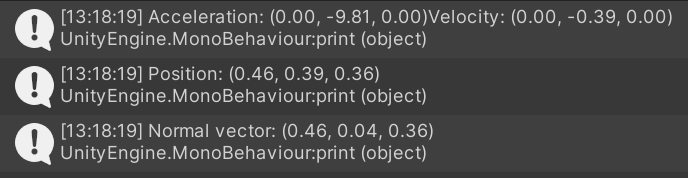 [13:18:19] Acceleration: (0.00, -9.81, 0.00)Velocity: (0.00, -0.39, 0.00)
UnityEngine.MonoBehaviour:print (object)
[13:18:19] Position: (0.46, 0.39, 0.36)
UnityEngine.MonoBehaviour:print (object)
[13:18:19] Normal vector: (0.46, 0.04, 0.36)
UnityEngine.MonoBehaviour:print (object)